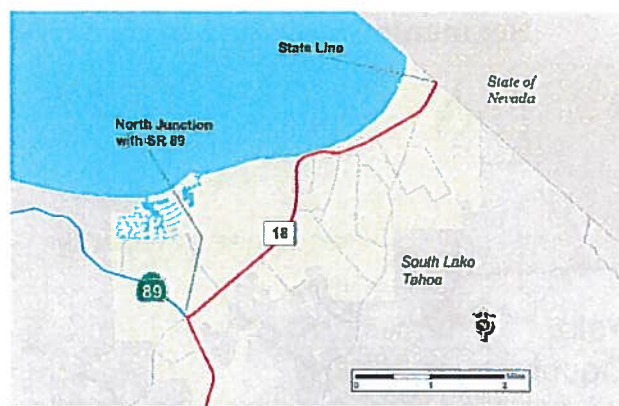 State Line
State of
Nevada
North Junction
with SR 89
18
South Lake
Tahoe
89
0 1 2